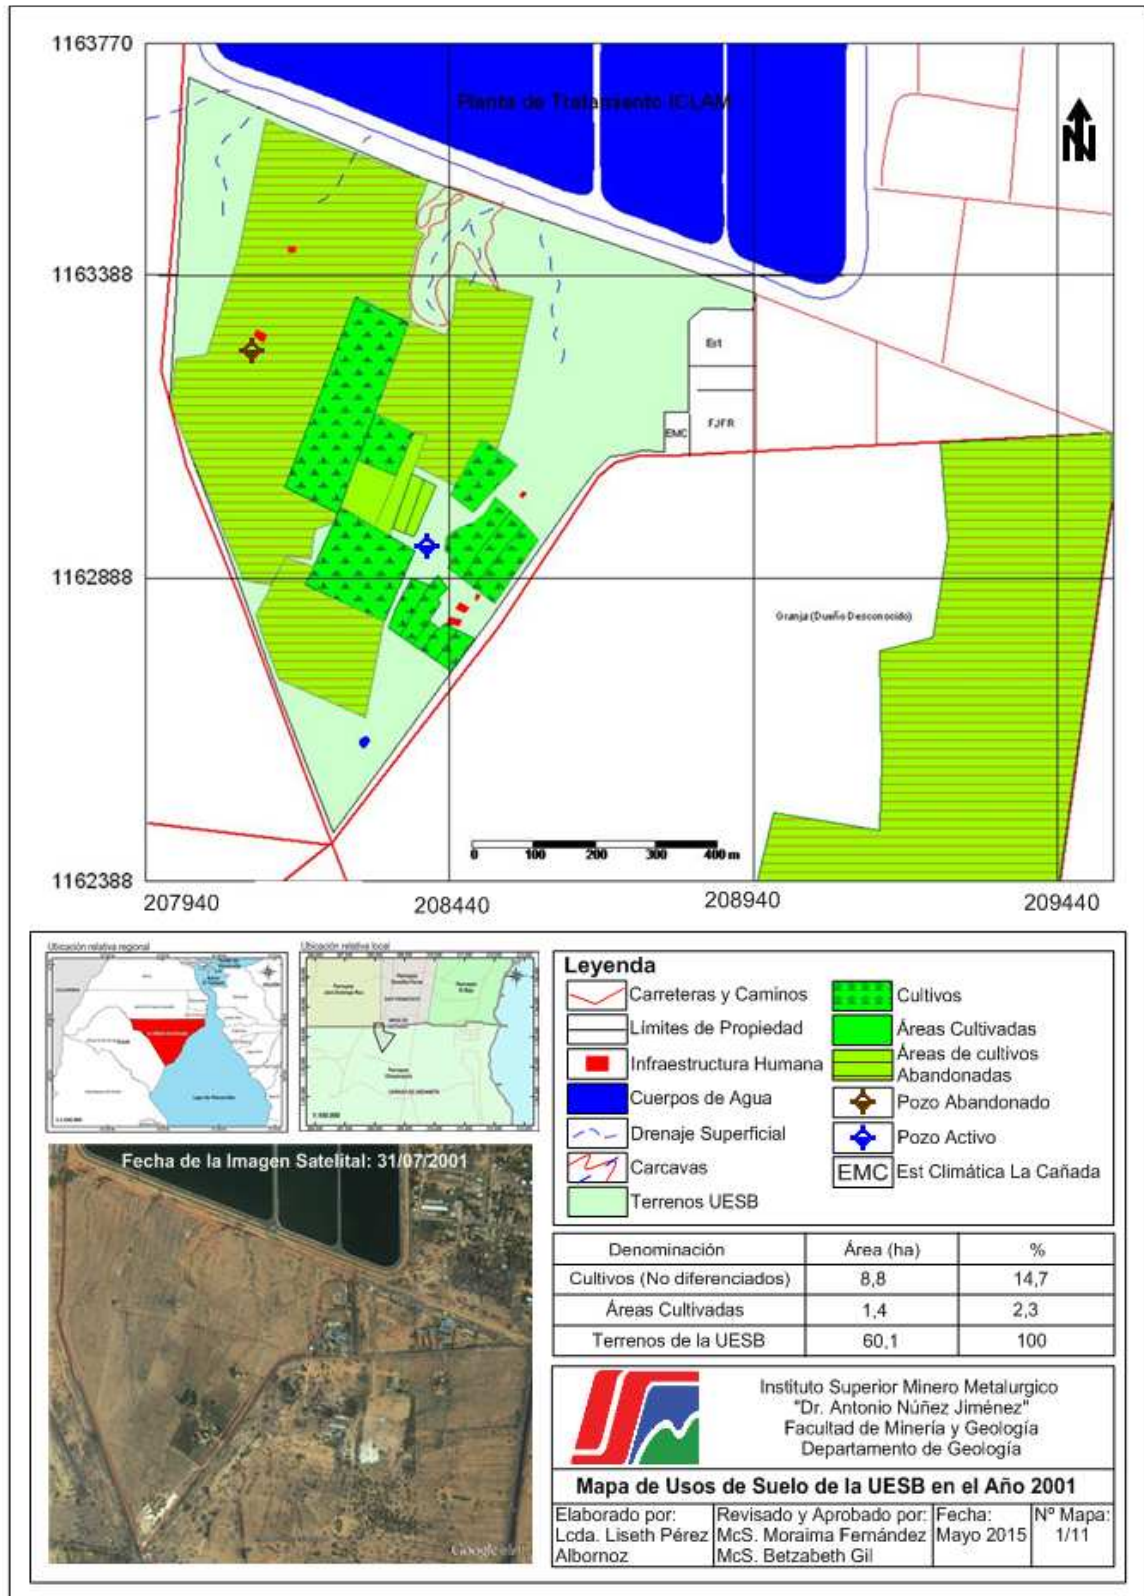 1163770
1163388
1162888
1162388
207940
208440
208940
209440
Planta de Tratamiento ICLAM
N
Est
FJFR
EMC
Granja (Dueño Desconocido)
0 100 200 300 400 m
Ubicación relativa regional
Ubicación relativa local
Fecha de la Imagen Satelital: 31/07/2001
Google
Leyenda
Carreteras y Caminos
Límites de Propiedad
Infraestructura Humana
Cuerpos de Agua
Drenaje Superficial
Carcavas
Terrenos UESB
Cultivos
Áreas Cultivadas
Áreas de cultivos
Abandonadas
Pozo Abandonado
Pozo Activo
EMC Est Climática La Cañada
Denominación Área (ha) %
Cultivos (No diferenciados) 8,8 14,7
Áreas Cultivadas 1,4 2,3
Terrenos de la UESB 60,1 100
Instituto Superior Minero Metalurgico
"Dr. Antonio Núñez Jiménez"
Facultad de Minería y Geología
Departamento de Geología
Mapa de Usos de Suelo de la UESB en el Año 2001
Elaborado por:
Lcda. Liseth Pérez
Albornoz
Revisado y Aprobado por:
McS. Moraima Fernández
McS. Betzabeth Gil
Fecha:
Mayo 2015
Nº Mapa:
1/11